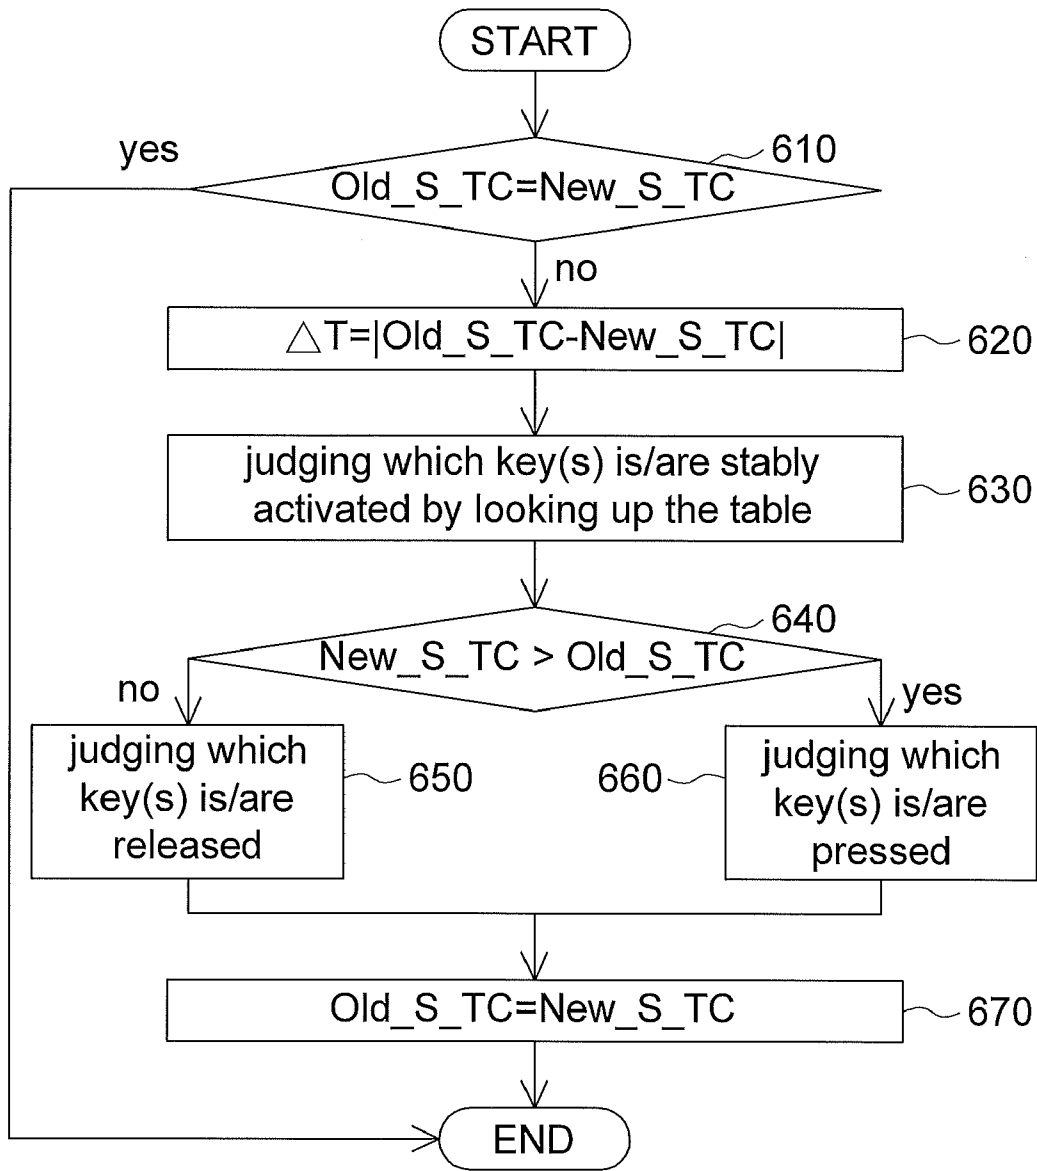 START
yes
610
Old_S_TC=New_S_TC
no
△T=|Old_S_TC-New_S_TC|
620
judging which key(s) is/are stably
activated by looking up the table
630
640
New_S_TC > Old_S_TC
no
yes
judging which
key(s) is/are
released
650
660
judging which
key(s) is/are
pressed
Old_S_TC=New_S_TC
670
END